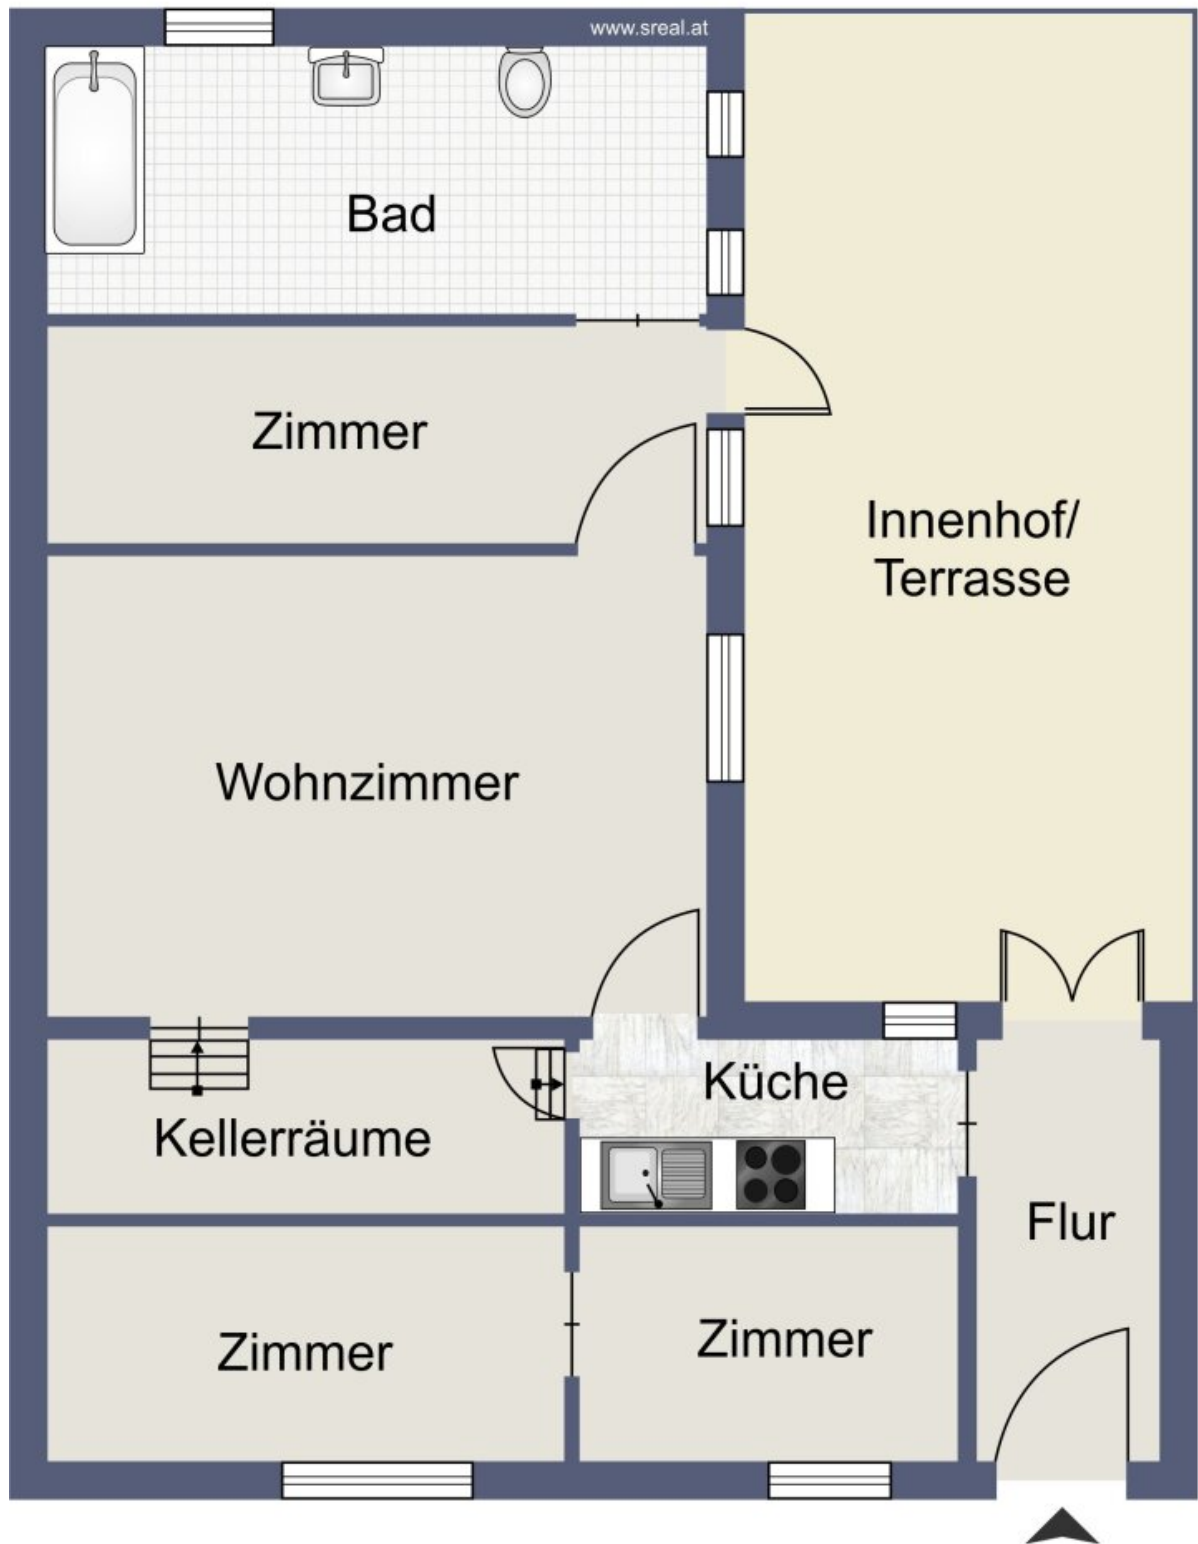 www.sreal.at
Bad
Zimmer
Innenhof/
Terrasse
Wohnzimmer
Küche
Kellerräume
Flur
Zimmer
Zimmer